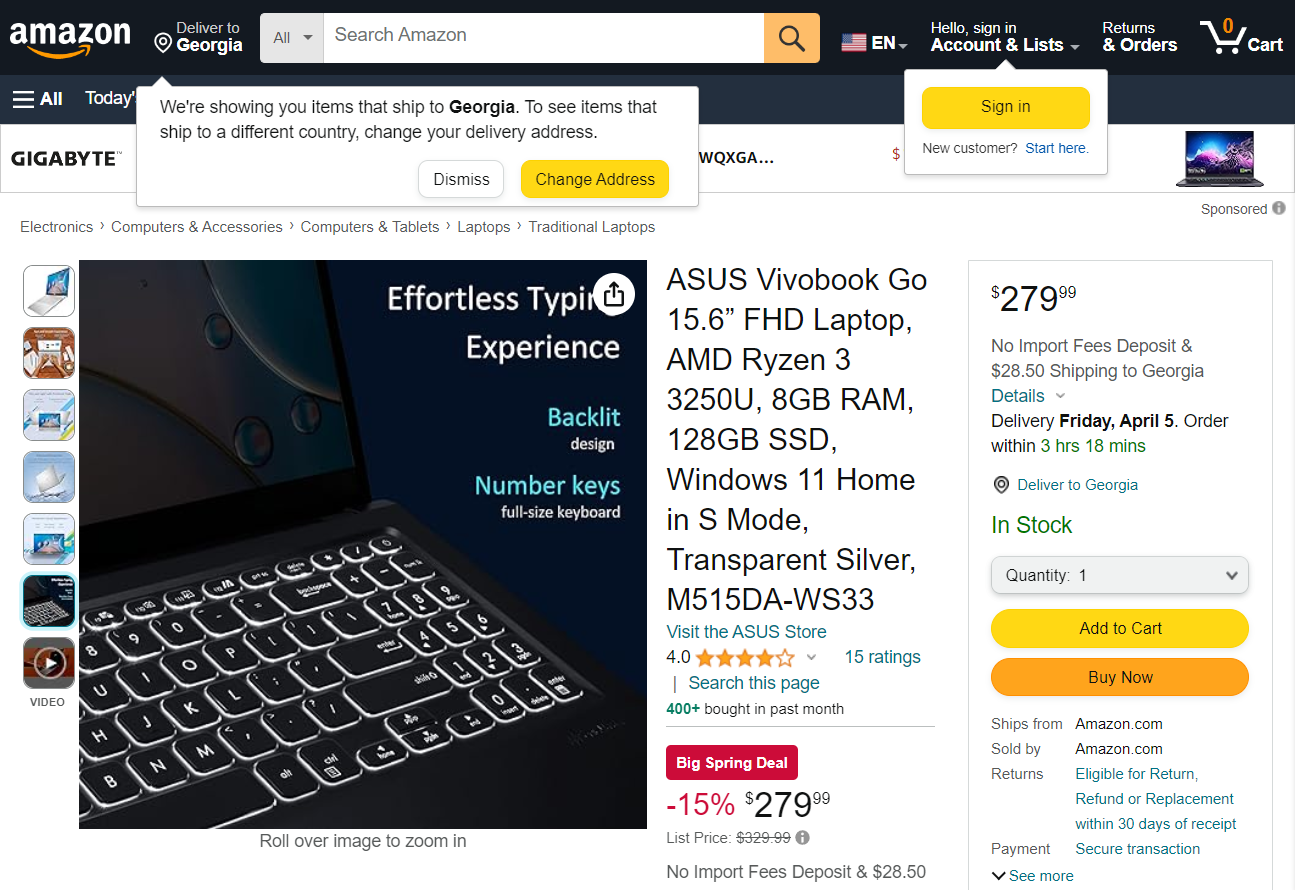 amazon
Deliver to
Georgia
All
Search Amazon
EN
Hello, sign in
Account & Lists
Returns
& Orders
0
Cart
All
Today'
We're showing you items that ship to Georgia. To see items that
ship to a different country, change your delivery address.
Dismiss
Change Address
Sign in
New customer? Start here.
GIGABYTE™
WQXGA...
$
Sponsored
Electronics › Computers & Accessories › Computers & Tablets › Laptops › Traditional Laptops
VIDEO
Effortless Typin
Experience
Backlit
design
Number keys
full-size keyboard
Roll over image to zoom in
ASUS Vivobook Go
15.6” FHD Laptop,
AMD Ryzen 3
3250U, 8GB RAM,
128GB SSD,
Windows 11 Home
in S Mode,
Transparent Silver,
M515DA-WS33
Visit the ASUS Store
4.0
15 ratings
| Search this page
400+ bought in past month
Big Spring Deal
-15% $279.99
List Price: $329.99
No Import Fees Deposit & $28.50
$279.99
No Import Fees Deposit &
$28.50 Shipping to Georgia
Details
Delivery Friday, April 5. Order
within 3 hrs 18 mins
Deliver to Georgia
In Stock
Quantity: 1
Add to Cart
Buy Now
Ships from Amazon.com
Sold by Amazon.com
Returns Eligible for Return,
Refund or Replacement
within 30 days of receipt
Payment Secure transaction
See more